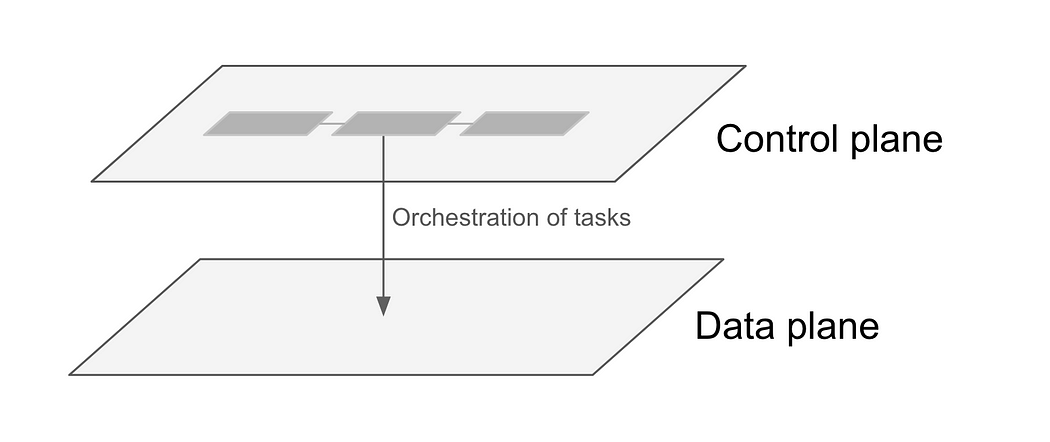 Control plane
Orchestration of tasks
Data plane